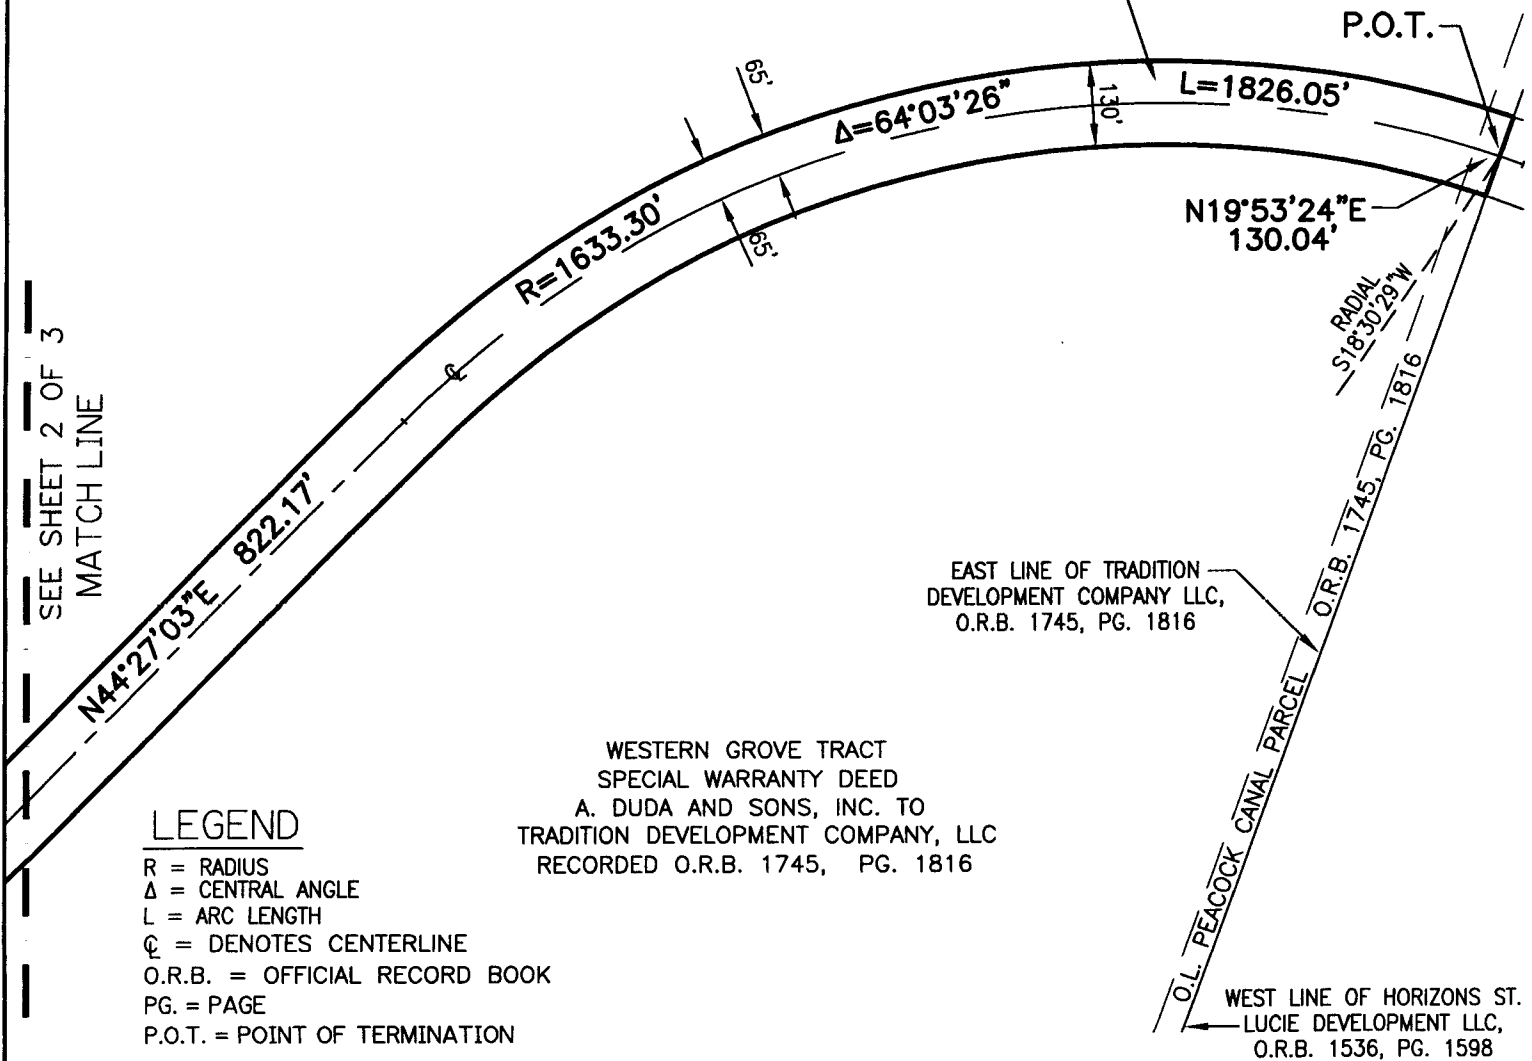 P.O.T.
65'
L=1826.05'
Δ=64°03'26"
130'
R=1633.30'
65'
N19°53'24"E
130.04'
RADIAL
S18°30'29"W
SEE SHEET 2 OF 3
MATCH LINE
℄
N44°27'03"E 822.17'
EAST LINE OF TRADITION
DEVELOPMENT COMPANY LLC,
O.R.B. 1745, PG. 1816
O.L. PEACOCK CANAL PARCEL O.R.B. 1745, PG. 1816
WESTERN GROVE TRACT
SPECIAL WARRANTY DEED
A. DUDA AND SONS, INC. TO
TRADITION DEVELOPMENT COMPANY, LLC
RECORDED O.R.B. 1745, PG. 1816
LEGEND
R = RADIUS
Δ = CENTRAL ANGLE
L = ARC LENGTH
℄ = DENOTES CENTERLINE
O.R.B. = OFFICIAL RECORD BOOK
PG. = PAGE
P.O.T. = POINT OF TERMINATION
WEST LINE OF HORIZONS ST.
LUCIE DEVELOPMENT LLC,
O.R.B. 1536, PG. 1598